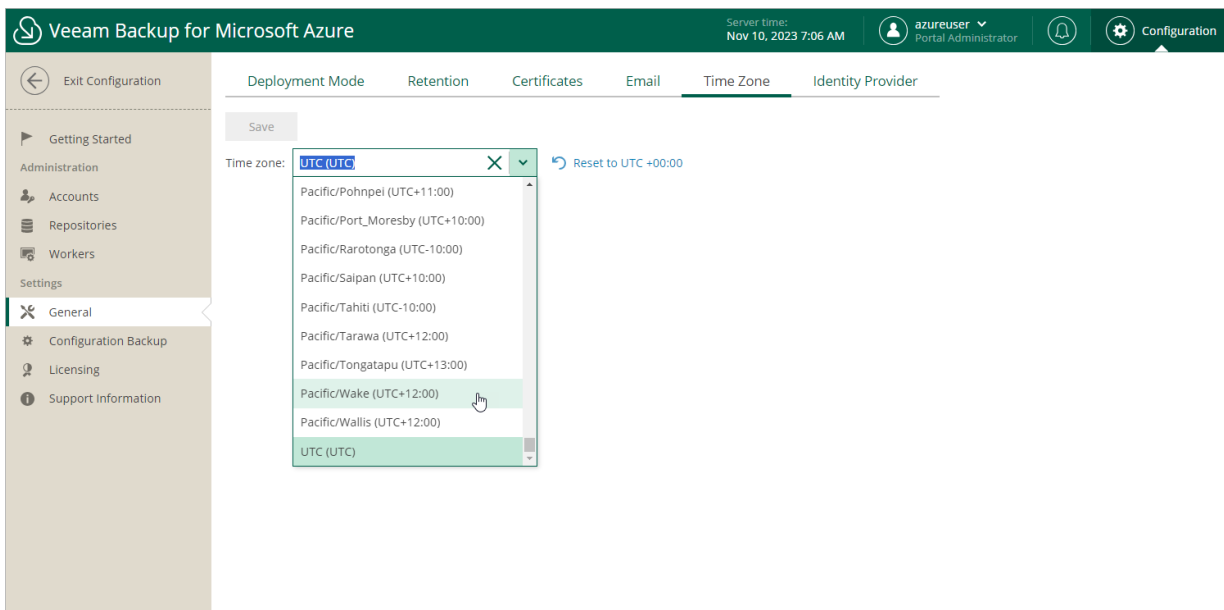 Veeam Backup for Microsoft Azure
Server time:
Nov 10, 2023 7:06 AM
azureuser
Portal Administrator
Configuration
Exit Configuration
Getting Started
Administration
Accounts
Repositories
Workers
Settings
General
Configuration Backup
Licensing
Support Information
Deployment Mode Retention Certificates Email Time Zone Identity Provider
Save
Time zone: UTC (UTC) Reset to UTC +00:00
Pacific/Pohnpei (UTC+11:00)
Pacific/Port_Moresby (UTC+10:00)
Pacific/Rarotonga (UTC-10:00)
Pacific/Saipan (UTC+10:00)
Pacific/Tahiti (UTC-10:00)
Pacific/Tarawa (UTC+12:00)
Pacific/Tongatapu (UTC+13:00)
Pacific/Wake (UTC+12:00)
Pacific/Wallis (UTC+12:00)
UTC (UTC)